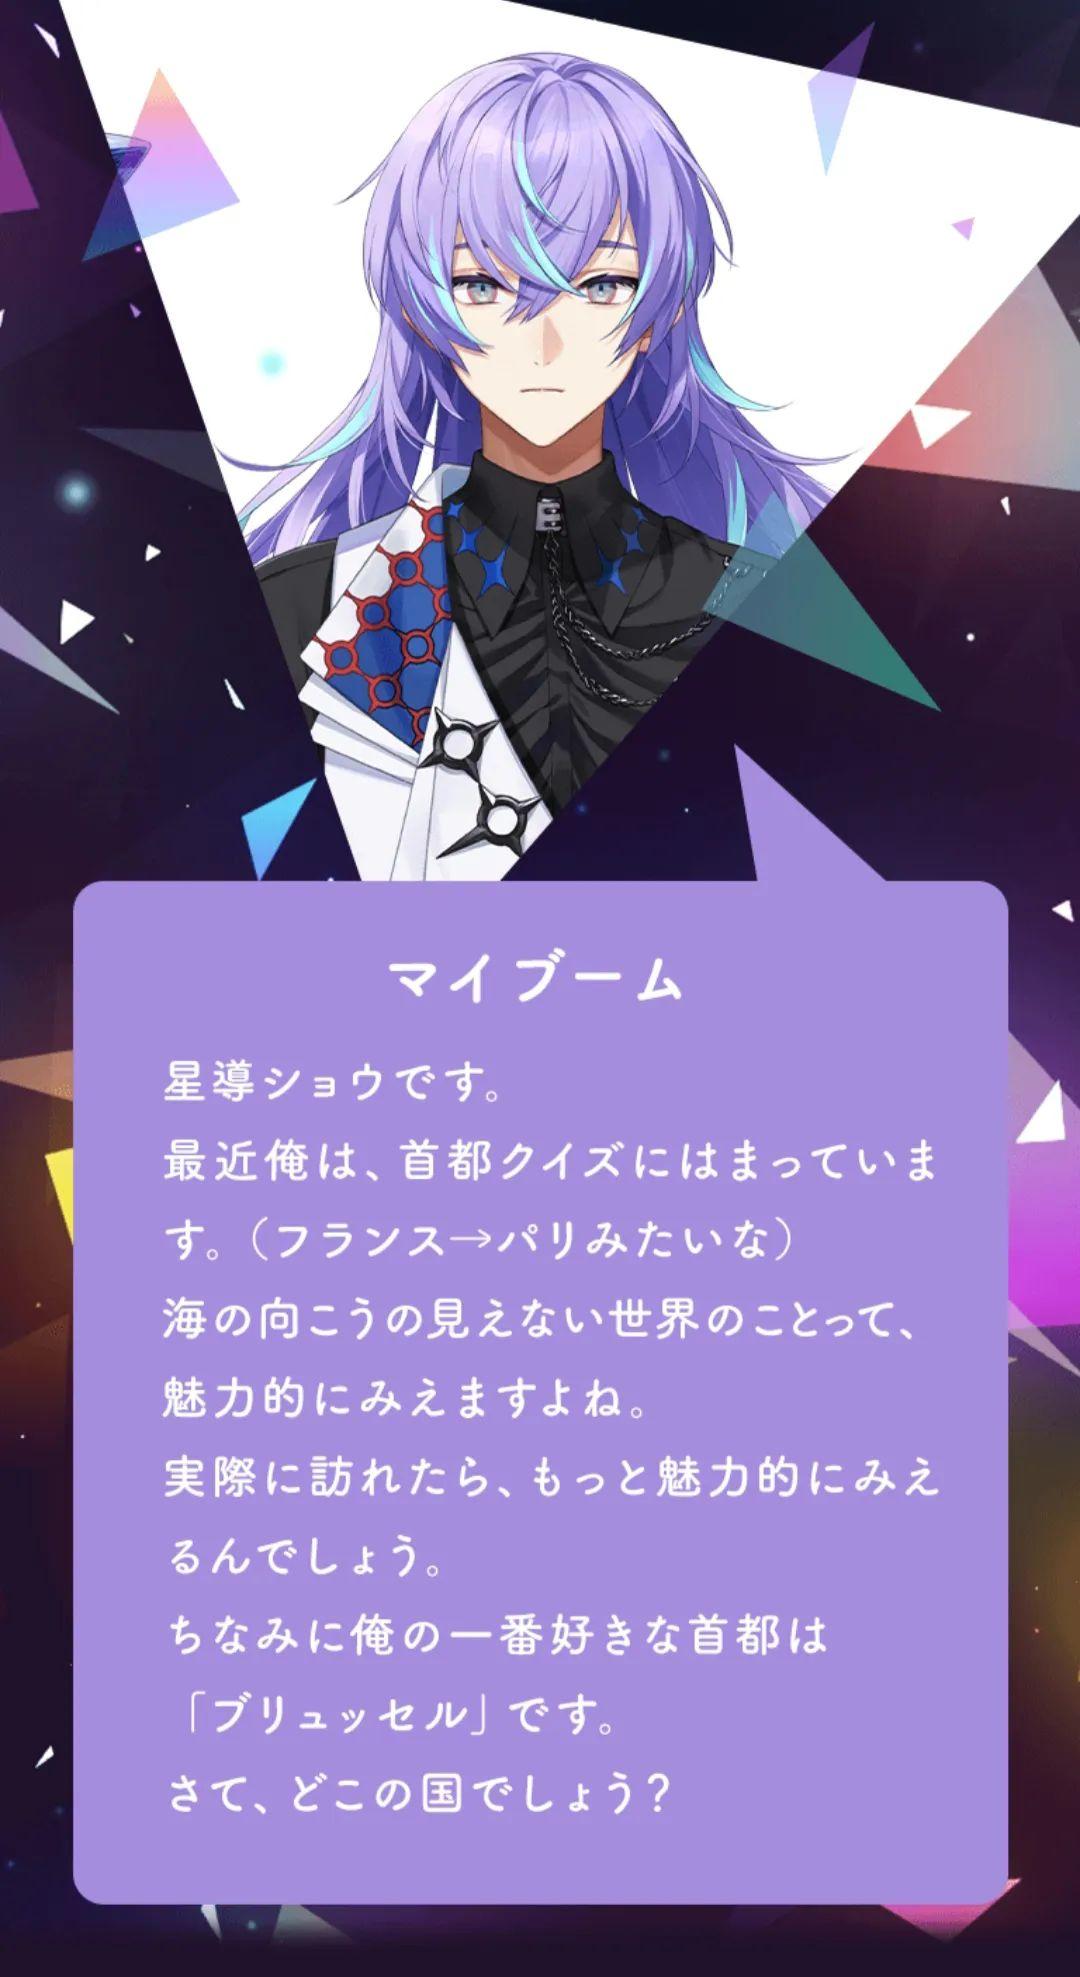 マイブーム
星導ショウです。
最近俺は、首都クイズにはまっていま
す。（フランス→パリみたいな）
海の向こうの見えない世界のことって、
魅力的にみえますよね。
実際に訪れたら、もっと魅力的にみえ
るんでしょう。
ちなみに俺の一番好きな首都は
「ブリュッセル」です。
さて、どこの国でしょう？